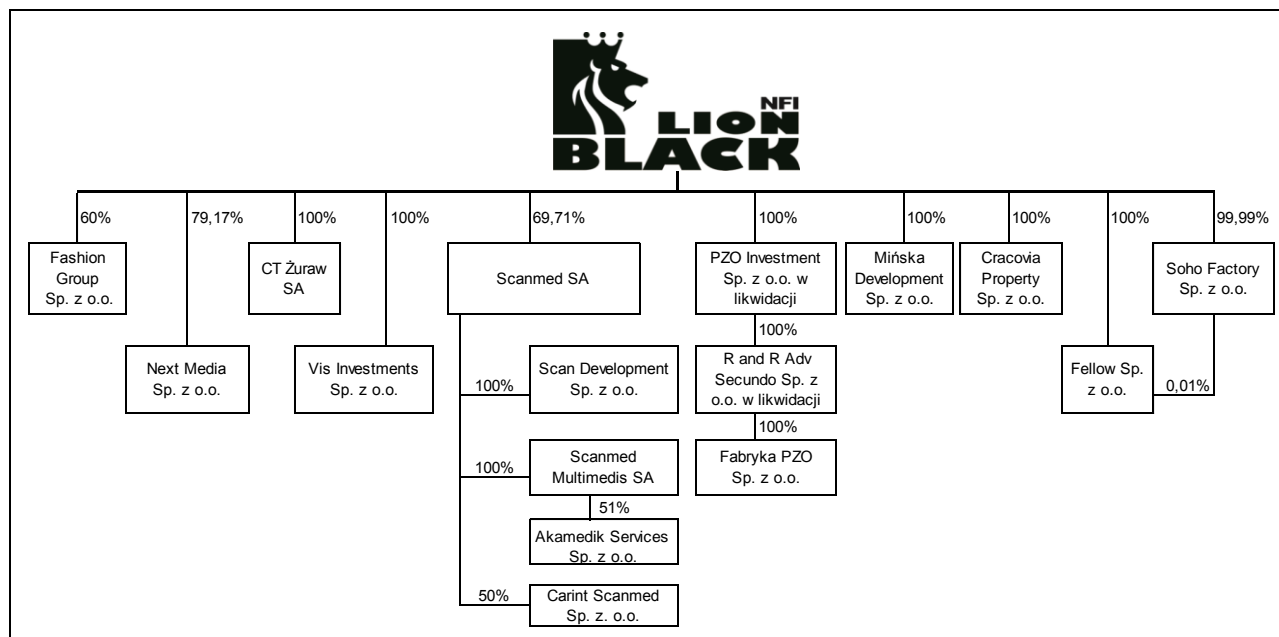 NFI
LION
BLACK
60%
79,17%
100%
100%
69,71%
100%
100%
100%
100%
99,99%
Fashion
Group
Sp. z o.o.
CT Żuraw
SA
Scanmed SA
PZO Investment
Sp. z o.o. w
likwidacji
Mińska
Development
Sp. z o.o.
Cracovia
Property
Sp. z o.o.
Soho Factory
Sp. z o.o.
100%
Next Media
Sp. z o.o.
Vis Investments
Sp. z o.o.
100%
Scan Development
Sp. z o.o.
R and R Adv
Secundo Sp. z
o.o. w likwidacji
Fellow Sp.
z o.o.
0,01%
100%
100%
Scanmed
Multimedis SA
Fabryka PZO
Sp. z o.o.
51%
Akamedik Services
Sp. z o.o.
50%
Carint Scanmed
Sp. z. o.o.